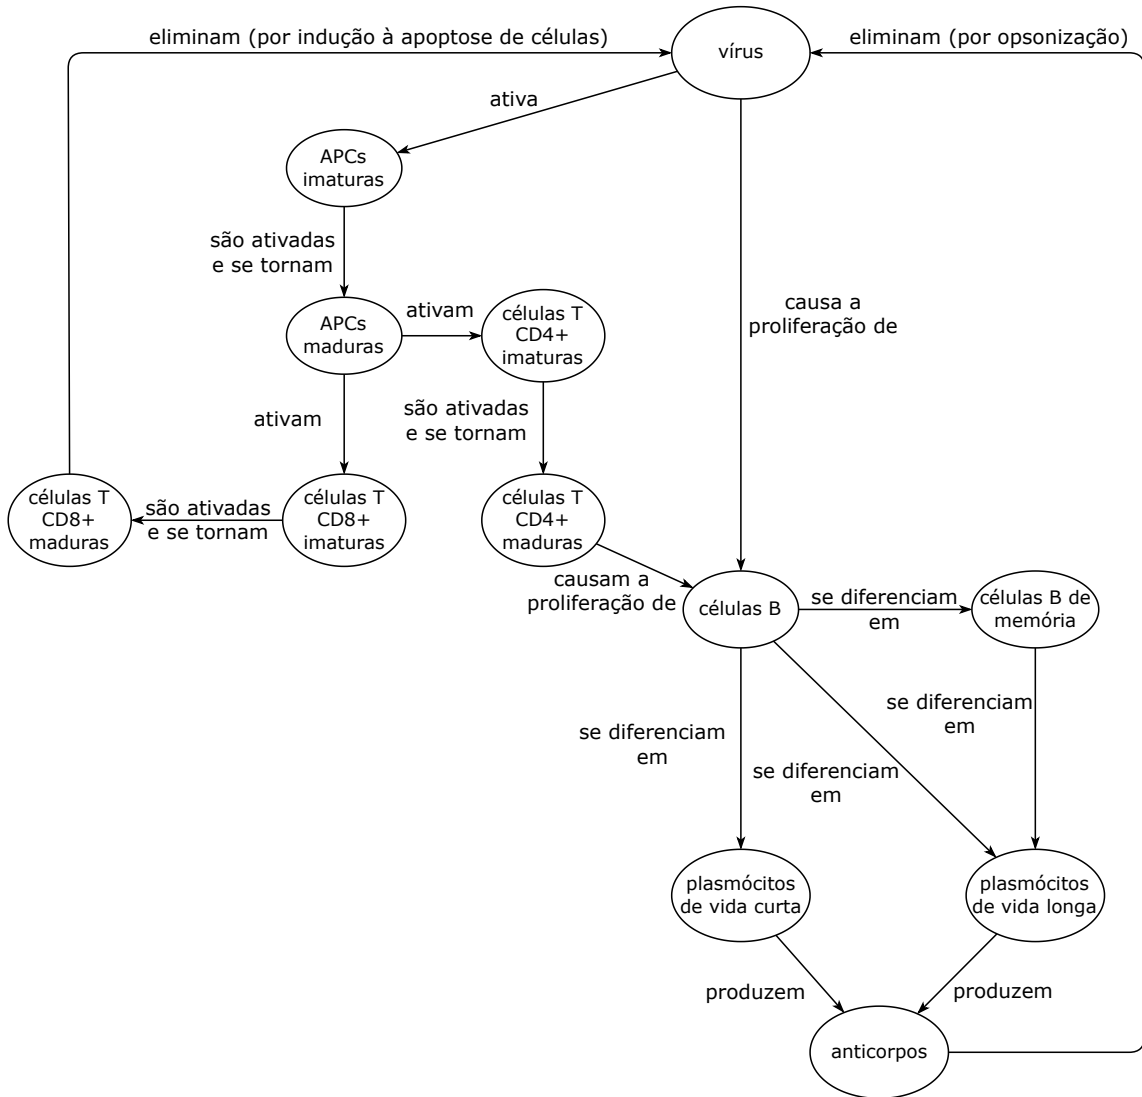 eliminam (por indução à apoptose de células)
vírus
eliminam (por opsonização)
ativa
APCs
imaturas
são ativadas
e se tornam
APCs
maduras
ativam
células T
CD4+
imaturas
causa a
proliferação de
ativam
são ativadas
e se tornam
células T
CD8+
maduras
são ativadas
e se tornam
células T
CD8+
imaturas
células T
CD4+
maduras
causam a
proliferação de
células B
se diferenciam
em
células B de
memória
se diferenciam
em
se diferenciam
em
se diferenciam
em
plasmócitos
de vida curta
plasmócitos
de vida longa
produzem
produzem
anticorpos